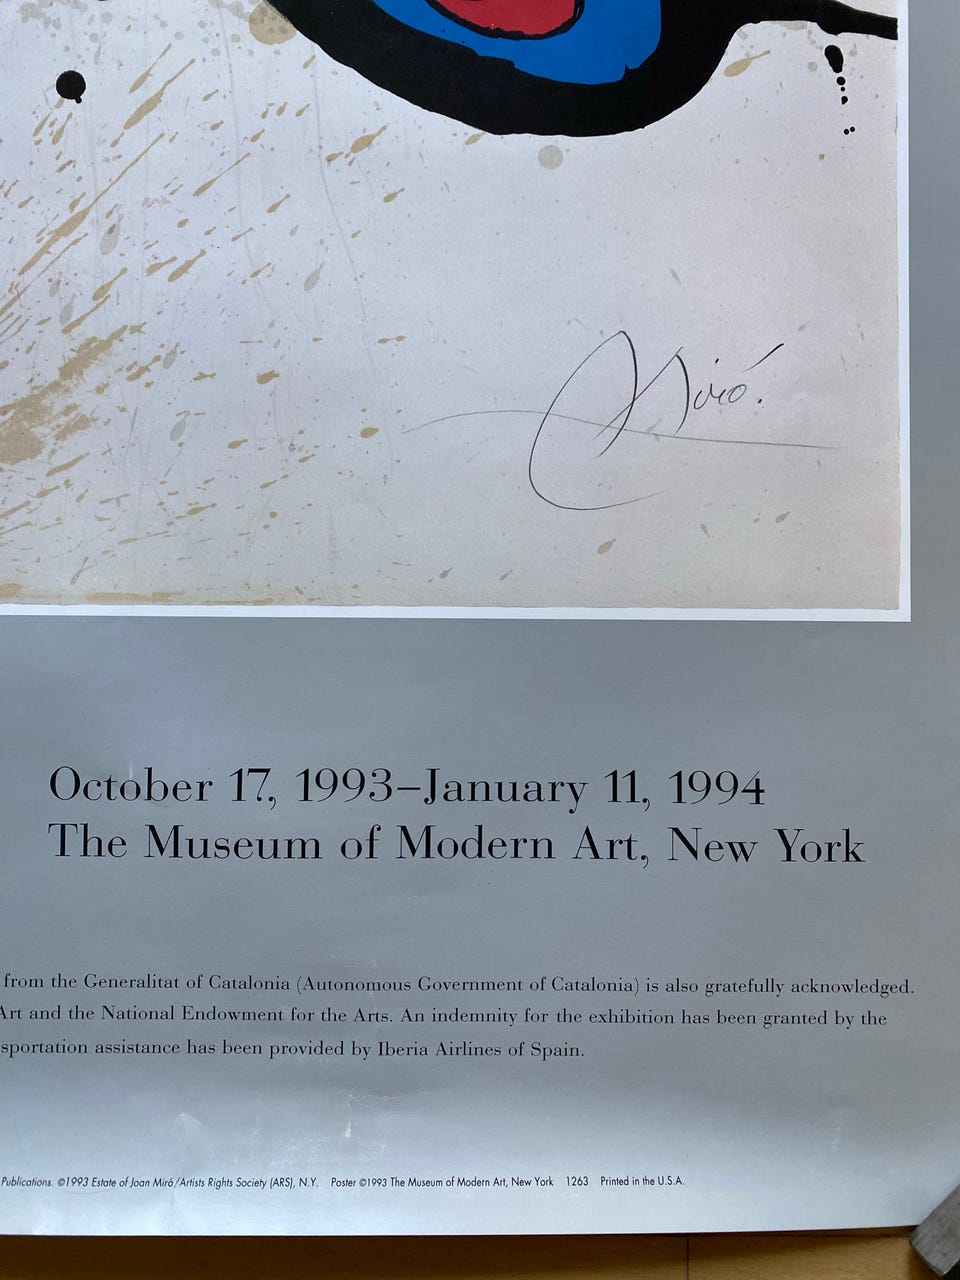 Miró.
October 17, 1993–January 11, 1994
The Museum of Modern Art, New York
from the Generalitat of Catalonia (Autonomous Government of Catalonia) is also gratefully acknowledged.
Art and the National Endowment for the Arts. An indemnity for the exhibition has been granted by the
sportation assistance has been provided by Iberia Airlines of Spain.
Publications. ©1993 Estate of Joan Miró/Artists Rights Society (ARS), N.Y. Poster ©1993 The Museum of Modern Art, New York 1263 Printed in the U.S.A.